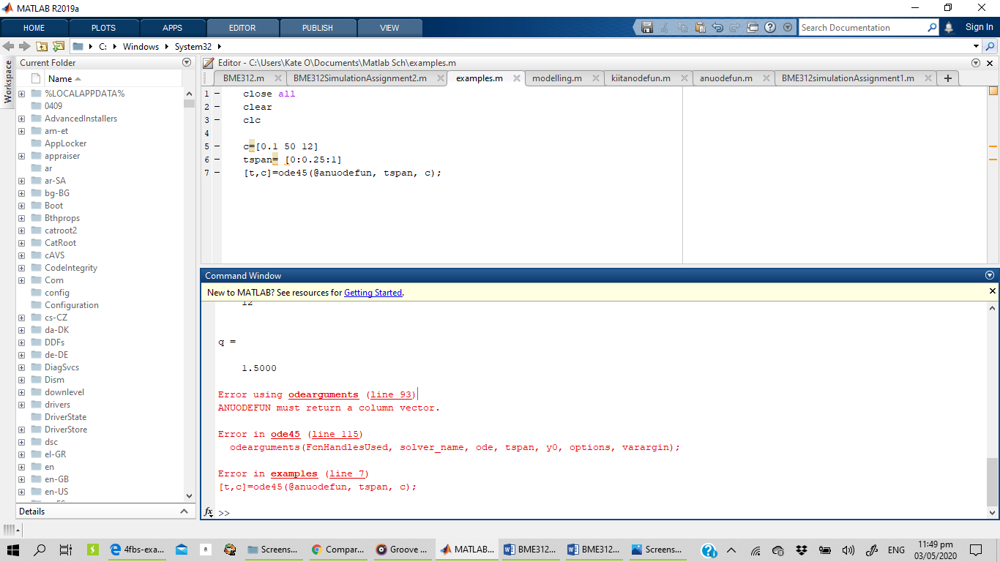 MATLAB R2019a
HOME PLOTS APPS EDITOR PUBLISH VIEW Search Documentation Sign In
C: Windows System32
Workspace
Current Folder
Name
%LOCALAPPDATA%
0409
AdvancedInstallers
am-et
AppLocker
appraiser
ar
ar-SA
bg-BG
Boot
Bthprops
catroot2
CatRoot
cAVS
CodeIntegrity
Com
config
Configuration
cs-CZ
da-DK
DDFs
de-DE
DiagSvcs
Dism
downlevel
drivers
DriverState
DriverStore
dsc
el-GR
en
en-GB
en-US
Details
Editor - C:\Users\Kate O\Documents\Matlab Sch\examples.m
BME312.m BME312SimulationAssignment2.m examples.m modelling.m kiitanodefun.m anuodefun.m BME312simulationAssignment1.m
1 close all
2 clear
3 clc
4
5 c=[0.1 50 12]
6 tspan= [0:0.25:1]
7 [t,c]=ode45(@anuodefun, tspan, c);
Command Window
New to MATLAB? See resources for Getting Started.
12
q =
1.5000
Error using odearguments (line 93)
ANUODEFUN must return a column vector.
Error in ode45 (line 115)
odearguments(FcnHandlesUsed, solver_name, ode, tspan, y0, options, varargin);
Error in examples (line 7)
[t,c]=ode45(@anuodefun, tspan, c);
fx >>
4fbs-exa... Screens... Compar... Groove ... MATLAB... BME312... BME312... Screens... ENG 11:49 pm
03/05/2020